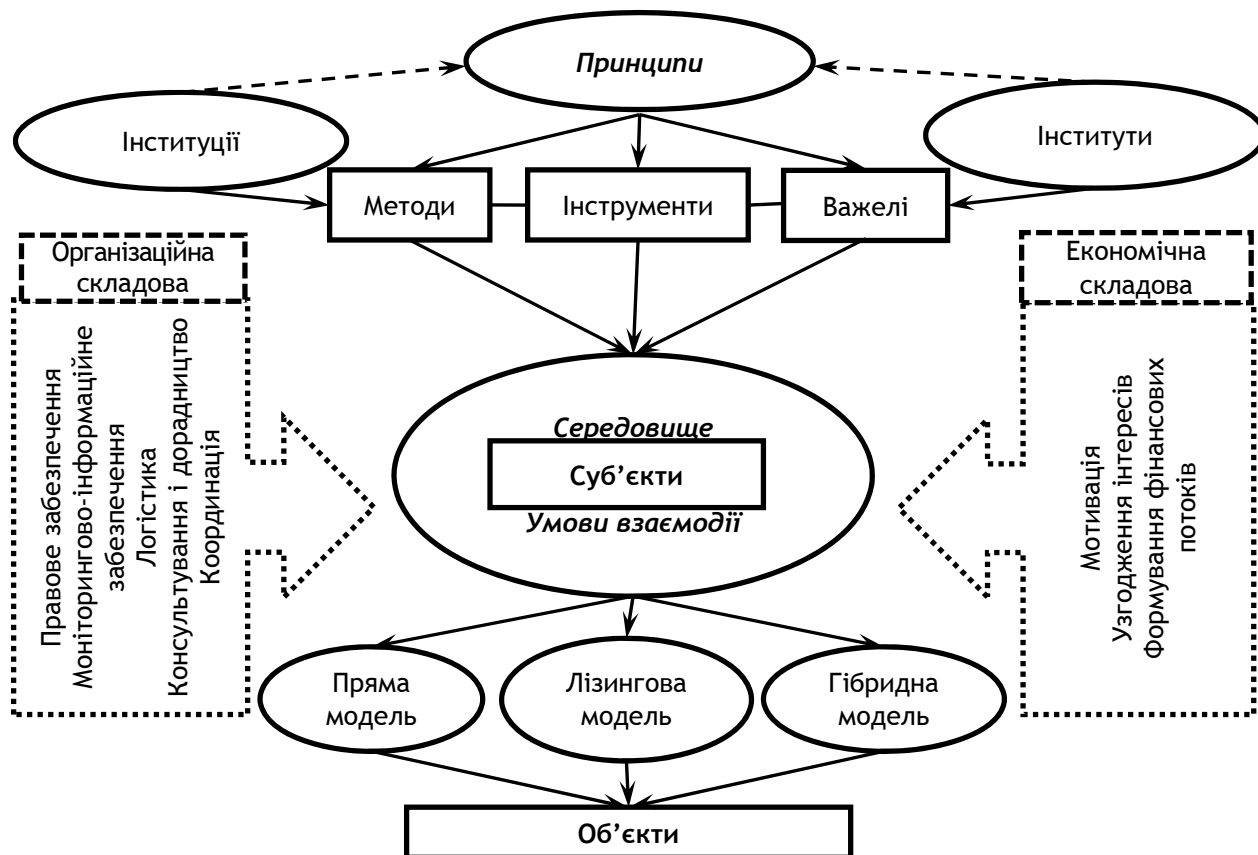 Принципи
Інституції
Інститути
Методи
Інструменти
Важелі
Організаційна
складова
Економічна
складова
Правове забезпечення
Моніторингово-інформаційне
забезпечення
Логістика
Консультування і дорадництво
Координація
Середовище
Суб’єкти
Умови взаємодії
Мотивація
Узгодження інтересів
Формування фінансових
потоків
Пряма
модель
Лізингова
модель
Гібридна
модель
Об’єкти